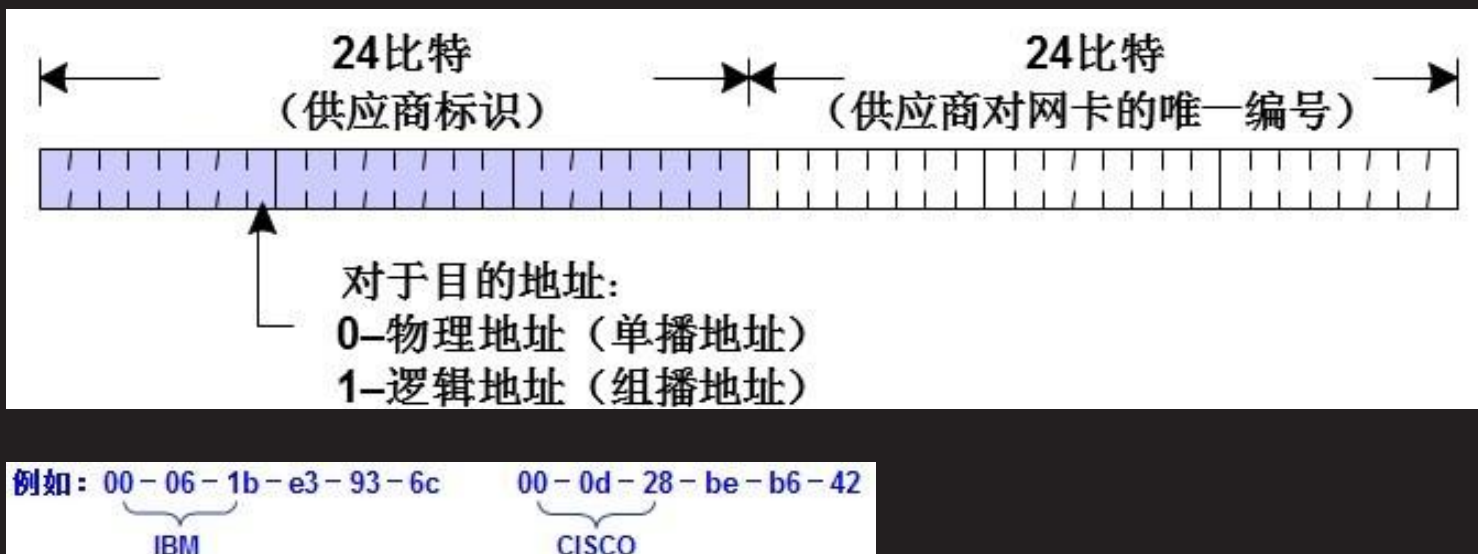 24比特
(供应商标识)
24比特
(供应商对网卡的唯一编号)
对于目的地址:
0–物理地址(单播地址)
1–逻辑地址(组播地址)
例如:00-06-1b-e3-93-6c 00-0d-28-be-b6-42
IBM CISCO